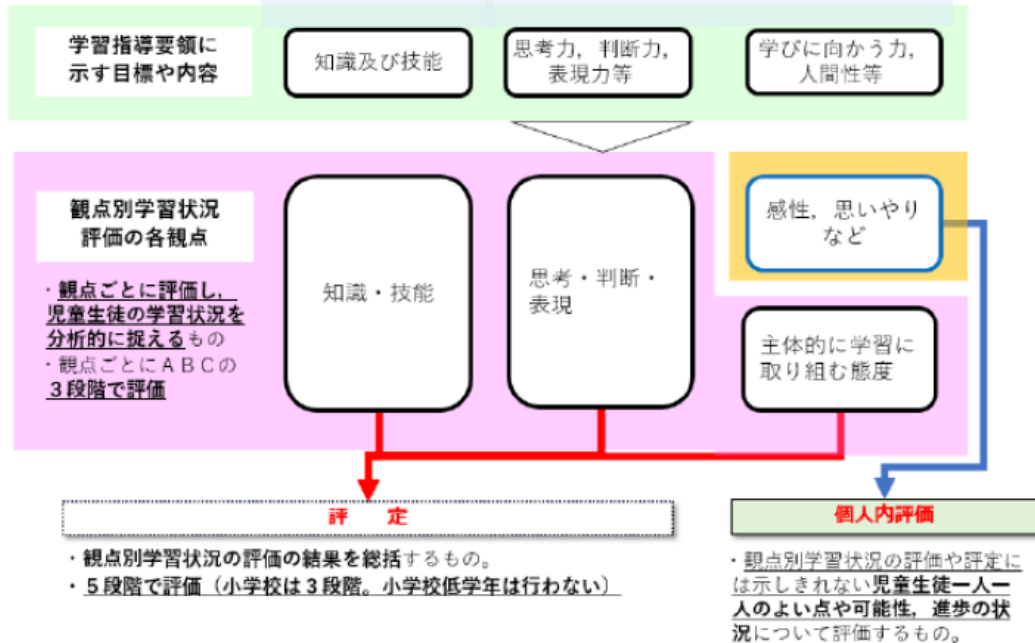 学習指導要領に
示す目標や内容
知識及び技能
思考力，判断力，
表現力等
学びに向かう力，
人間性等
観点別学習状況
評価の各観点
・観点ごとに評価し，
児童生徒の学習状況を
分析的に捉えるもの
・観点ごとにＡＢＣの
３段階で評価
知識・技能
思考・判断・
表現
感性，思いやり
など
主体的に学習に
取り組む態度
評　定
・観点別学習状況の評価の結果を総括するもの。
・５段階で評価（小学校は３段階。小学校低学年は行わない）
個人内評価
・観点別学習状況の評価や評定に
は示しきれない児童生徒一人一
人のよい点や可能性，進歩の状
況について評価するもの。